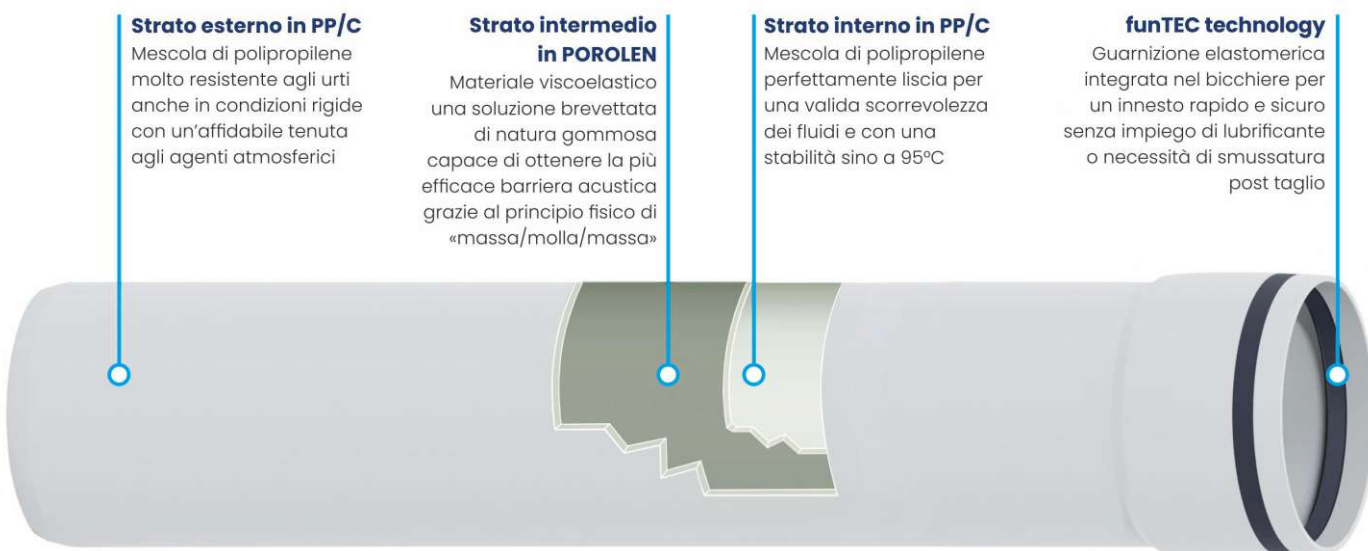 Strato esterno in PP/C
Mescola di polipropilene
molto resistente agli urti
anche in condizioni rigide
con un'affidabile tenuta
agli agenti atmosferici
Strato intermedio
in POROLEN
Materiale viscoelastico
una soluzione brevettata
di natura gommosa
capace di ottenere la più
efficace barriera acustica
grazie al principio fisico di
«massa/molla/massa»
Strato interno in PP/C
Mescola di polipropilene
perfettamente liscia per
una valida scorrevolezza
dei fluidi e con una
stabilità sino a 95°C
funTEC technology
Guarnizione elastomerica
integrata nel bicchiere per
un innesto rapido e sicuro
senza impiego di lubrificante
o necessità di smussatura
post taglio